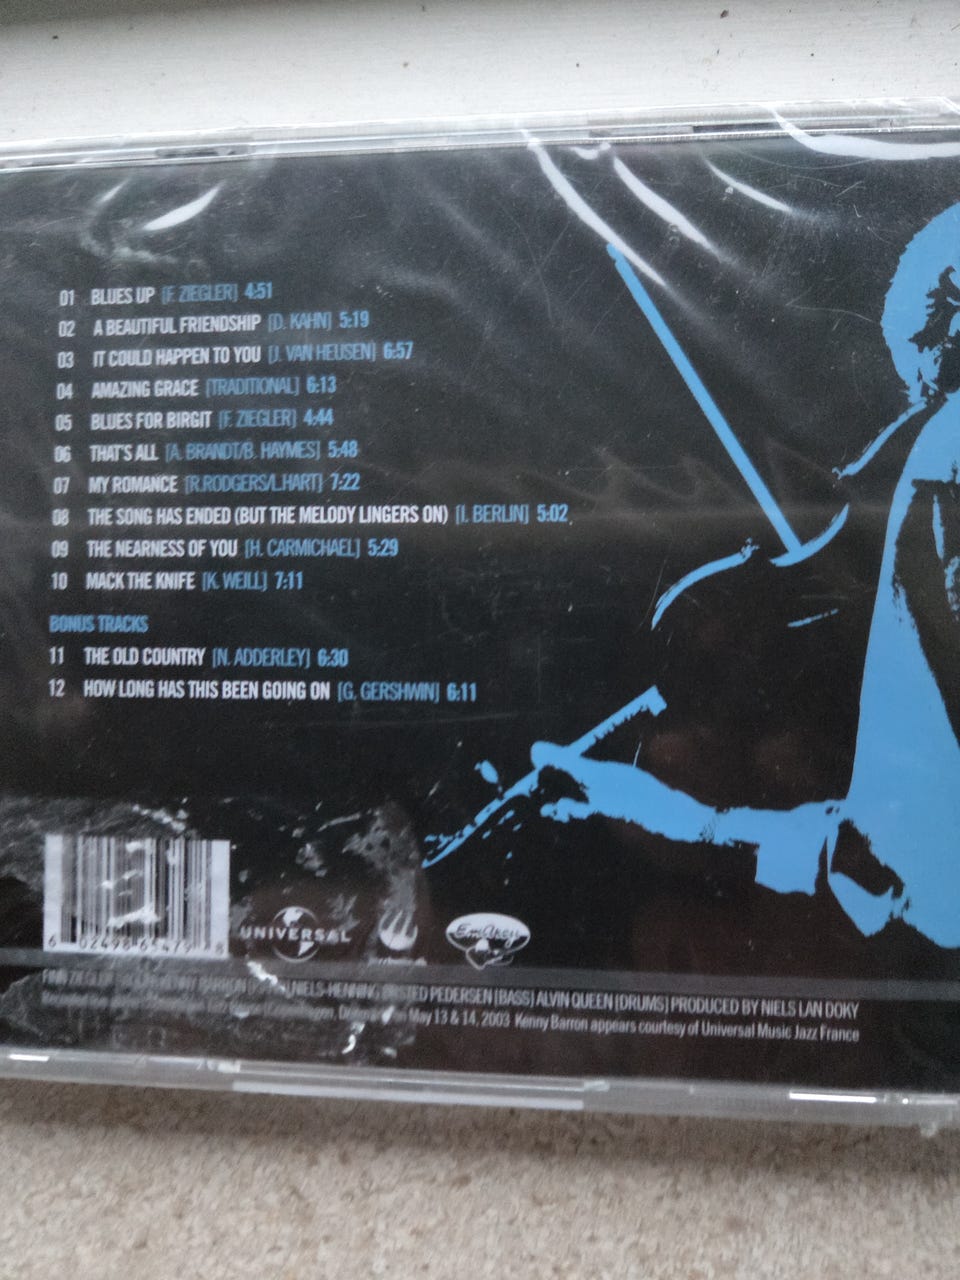 01 BLUES UP [F. ZIEGLER] 4:51
02 A BEAUTIFUL FRIENDSHIP [D. KAHN] 5:19
03 IT COULD HAPPEN TO YOU [J. VAN HEUSEN] 6:57
04 AMAZING GRACE [TRADITIONAL] 6:13
05 BLUES FOR BIRGIT [F. ZIEGLER] 4:44
06 THAT'S ALL [A. BRANDT/B. HAYMES] 5:48
07 MY ROMANCE [R.RODGERS/L.HART] 7:22
08 THE SONG HAS ENDED (BUT THE MELODY LINGERS ON) [I. BERLIN] 5:02
09 THE NEARNESS OF YOU [H. CARMICHAEL] 5:29
10 MACK THE KNIFE [K. WEILL] 7:11
BONUS TRACKS
11 THE OLD COUNTRY [N. ADDERLEY] 6:30
12 HOW LONG HAS THIS BEEN GOING ON [G. GERSHWIN] 6:11
UNIVERSAL
EmArcy
BARRON NIELS-HENNING PEDERSEN [BASS] ALVIN QUEEN [DRUMS] PRODUCED BY NIELS LAN DOKY
May 13 & 14, 2003 Kenny Barron appears courtesy of Universal Music Jazz France